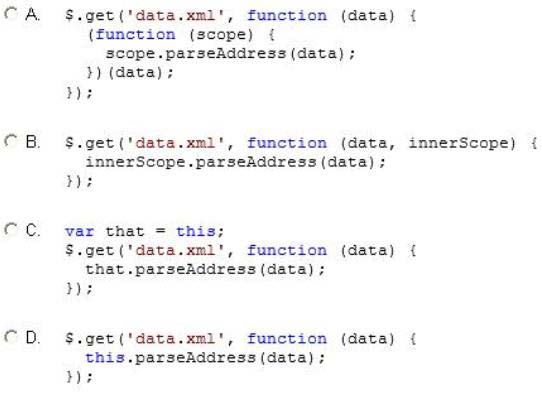 A. $.get('data.xml', function (data) {
(function (scope) {
scope.parseAddress(data);
})(data);
});
B. $.get('data.xml', function (data, innerScope) {
innerScope.parseAddress(data);
});
C. var that = this;
$.get('data.xml', function (data) {
that.parseAddress(data);
});
D. $.get('data.xml', function (data) {
this.parseAddress(data);
});